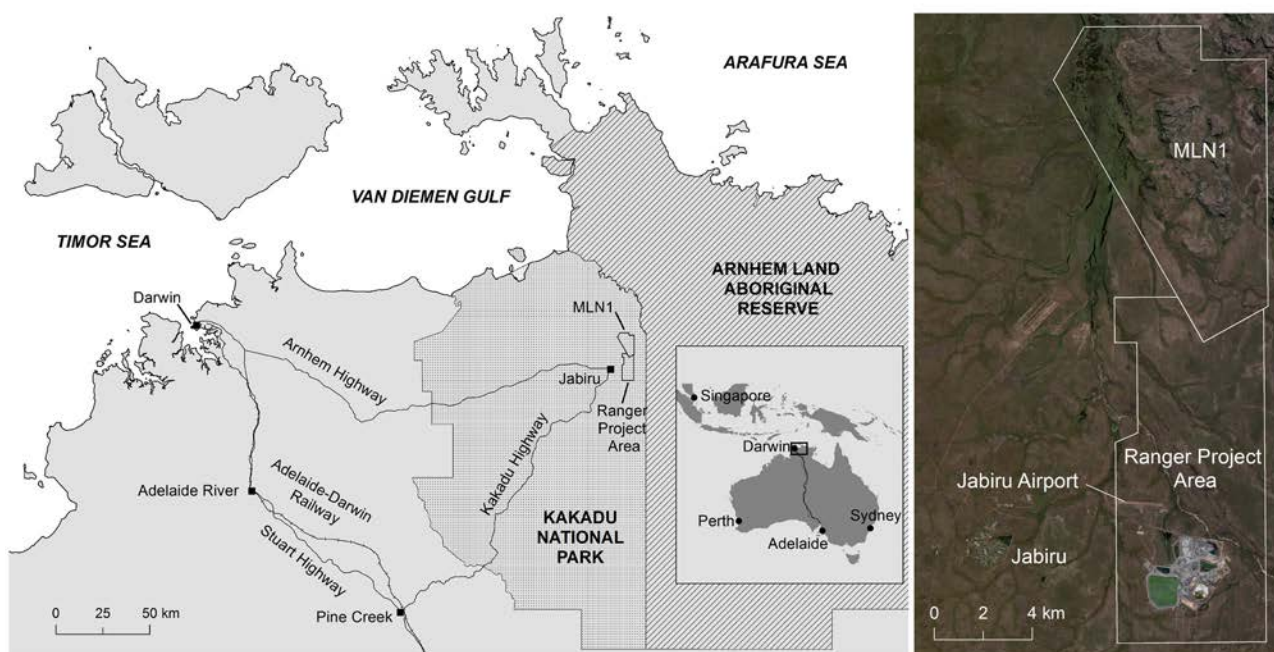 ARAFURA SEA
VAN DIEMEN GULF
TIMOR SEA
ARNHEM LAND
ABORIGINAL
RESERVE
Darwin
MLN1
Arnhem Highway
Jabiru
Ranger
Project
Area
Kakadu Highway
Adelaide River
Adelaide-Darwin
Railway
Stuart Highway
KAKADU
NATIONAL
PARK
Pine Creek
0 25 50 km
Singapore
Darwin
Perth
Sydney
Adelaide
MLN1
Ranger Project
Area
Jabiru Airport
Jabiru
0 2 4 km